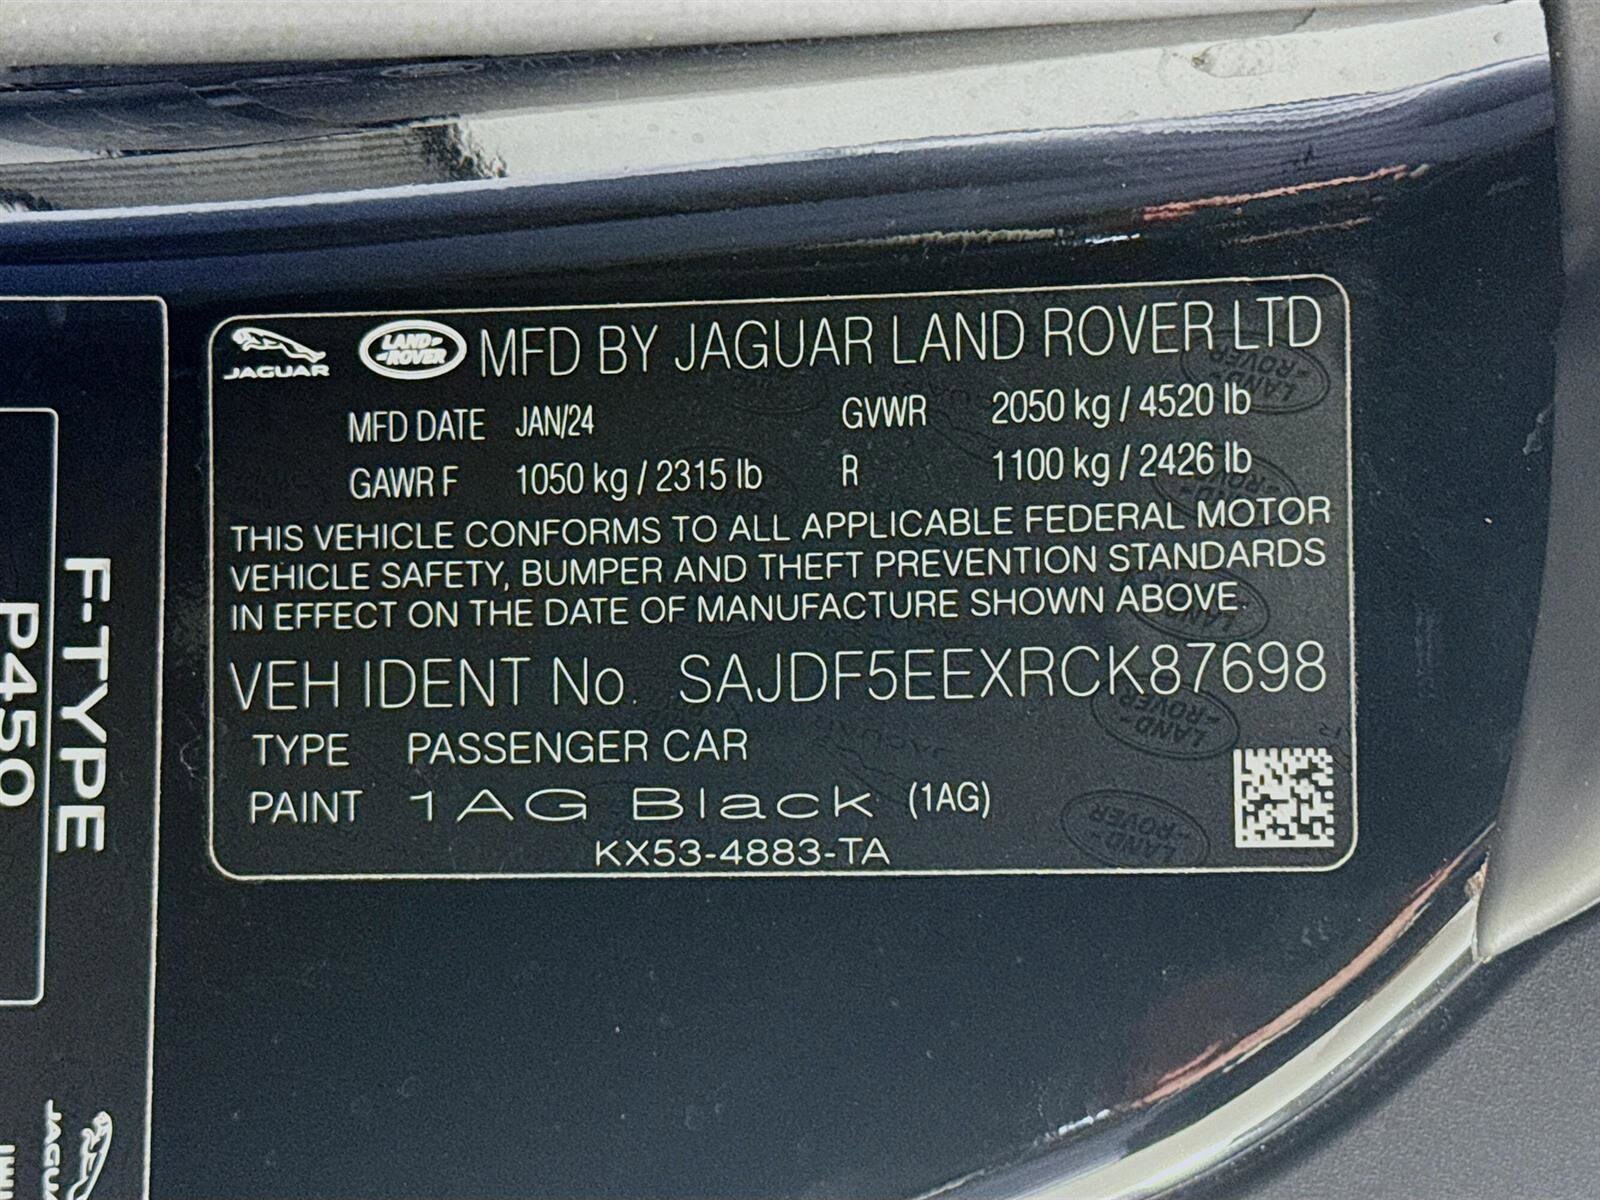 JAGUAR LAND ROVER MFD BY JAGUAR LAND ROVER LTD
MFD DATE JAN/24 GVWR 2050 kg / 4520 lb
GAWR F 1050 kg / 2315 lb R 1100 kg / 2426 lb
THIS VEHICLE CONFORMS TO ALL APPLICABLE FEDERAL MOTOR
VEHICLE SAFETY, BUMPER AND THEFT PREVENTION STANDARDS
IN EFFECT ON THE DATE OF MANUFACTURE SHOWN ABOVE.
VEH IDENT No. SAJDF5EEXRCK87698
TYPE PASSENGER CAR
PAINT 1AG Black (1AG)
KX53-4883-TA
F-TYPE
P450